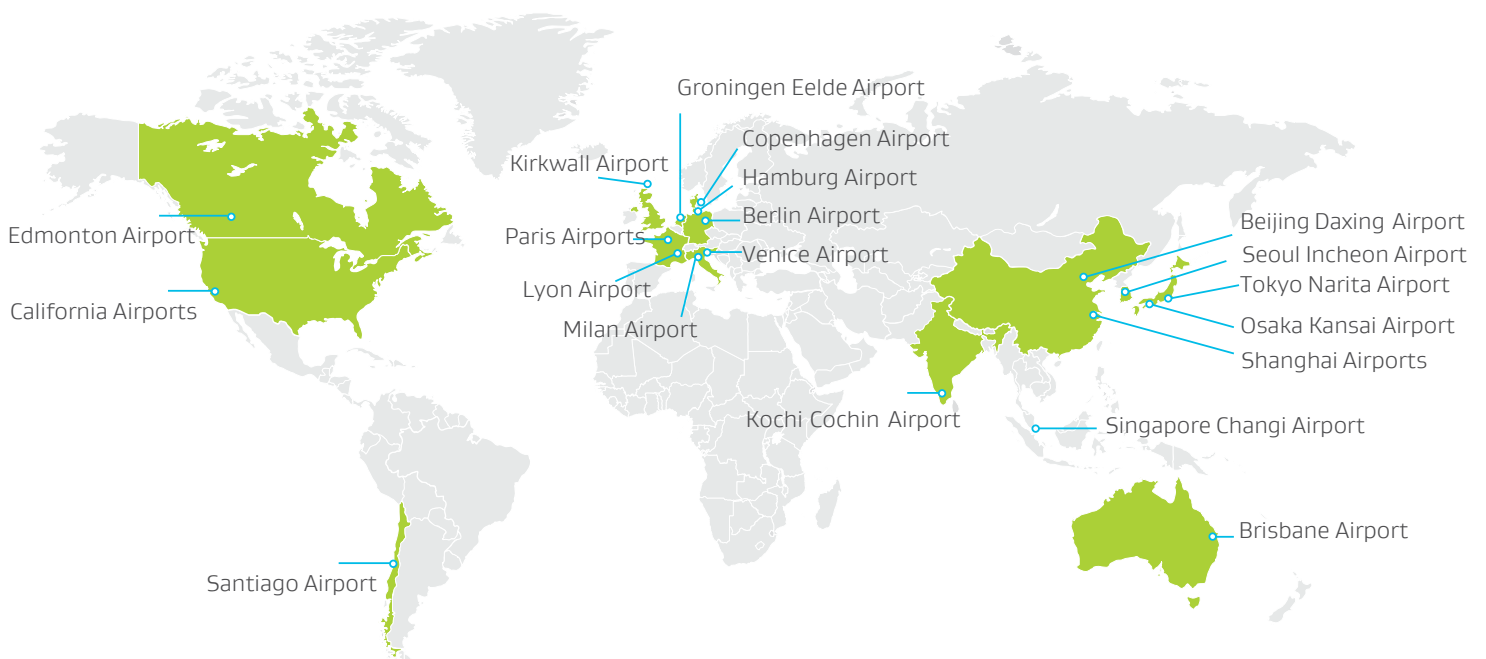 Groningen Eelde Airport
Copenhagen Airport
Kirkwall Airport
Hamburg Airport
Berlin Airport
Edmonton Airport
Paris Airports
Venice Airport
Beijing Daxing Airport
Seoul Incheon Airport
Tokyo Narita Airport
Lyon Airport
California Airports
Milan Airport
Osaka Kansai Airport
Shanghai Airports
Kochi Cochin Airport
Singapore Changi Airport
Brisbane Airport
Santiago Airport